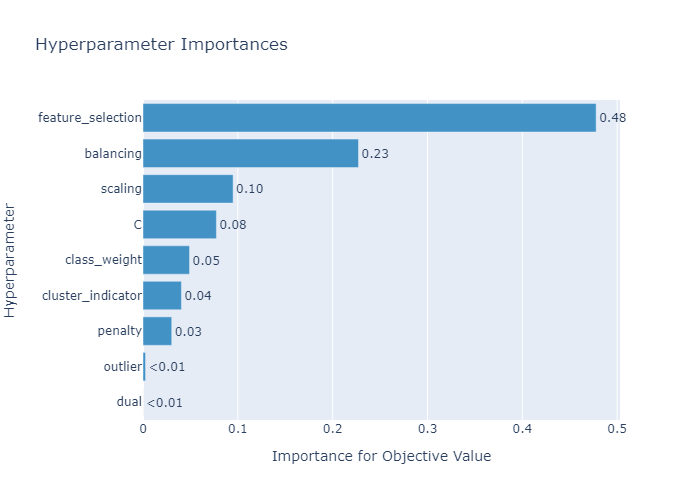 Hyperparameter Importances
Hyperparameter
feature_selection 0.48
balancing 0.23
scaling 0.10
C 0.08
class_weight 0.05
cluster_indicator 0.04
penalty 0.03
outlier <0.01
dual <0.01
0 0.1 0.2 0.3 0.4 0.5
Importance for Objective Value